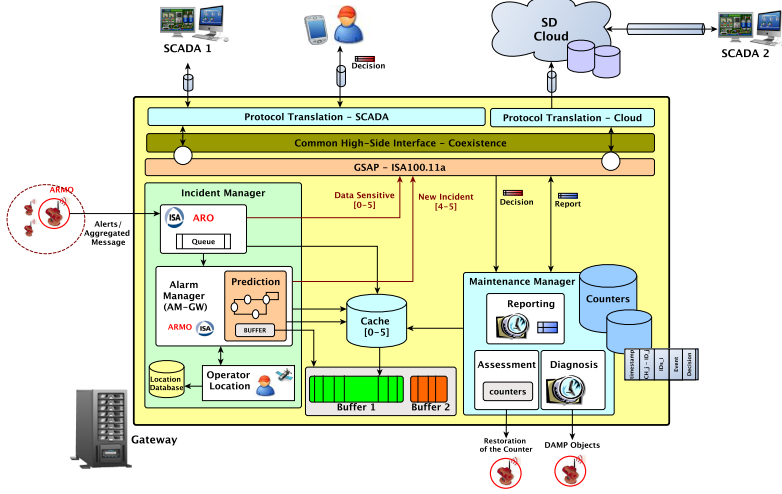 SCADA 1
Decision
SD
Cloud
SCADA 2
Protocol Translation - SCADA
Protocol Translation - Cloud
Common High-Side Interface - Coexistence
GSAP - ISA100.11a
Incident Manager
ARMO
Alerts/
Aggregated
Message
ISA
ARO
Queue
Data Sensitive
[0-5]
New Incident
[4-5]
Decision
Report
Alarm
Manager
(AM-GW)
ARMO
ISA
Prediction
BUFFER
Cache
[0-5]
Location
Database
Operator
Location
Buffer 1
Buffer 2
Maintenance Manager
Reporting
Counters
Assessment
counters
Diagnosis
timestamp
IDs_i
Event
Decision
Gateway
Restoration
of the Counter
DAMP Objects